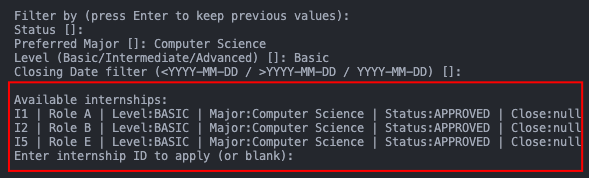 Filter by (press Enter to keep previous values):
Status []:
Preferred Major []: Computer Science
Level (Basic/Intermediate/Advanced) []: Basic
Closing Date filter (<YYYY-MM-DD / >YYYY-MM-DD / YYYY-MM-DD) []:
Available internships:
I1 | Role A | Level:BASIC | Major:Computer Science | Status:APPROVED | Close:null
I2 | Role B | Level:BASIC | Major:Computer Science | Status:APPROVED | Close:null
I5 | Role E | Level:BASIC | Major:Computer Science | Status:APPROVED | Close:null
Enter internship ID to apply (or blank):